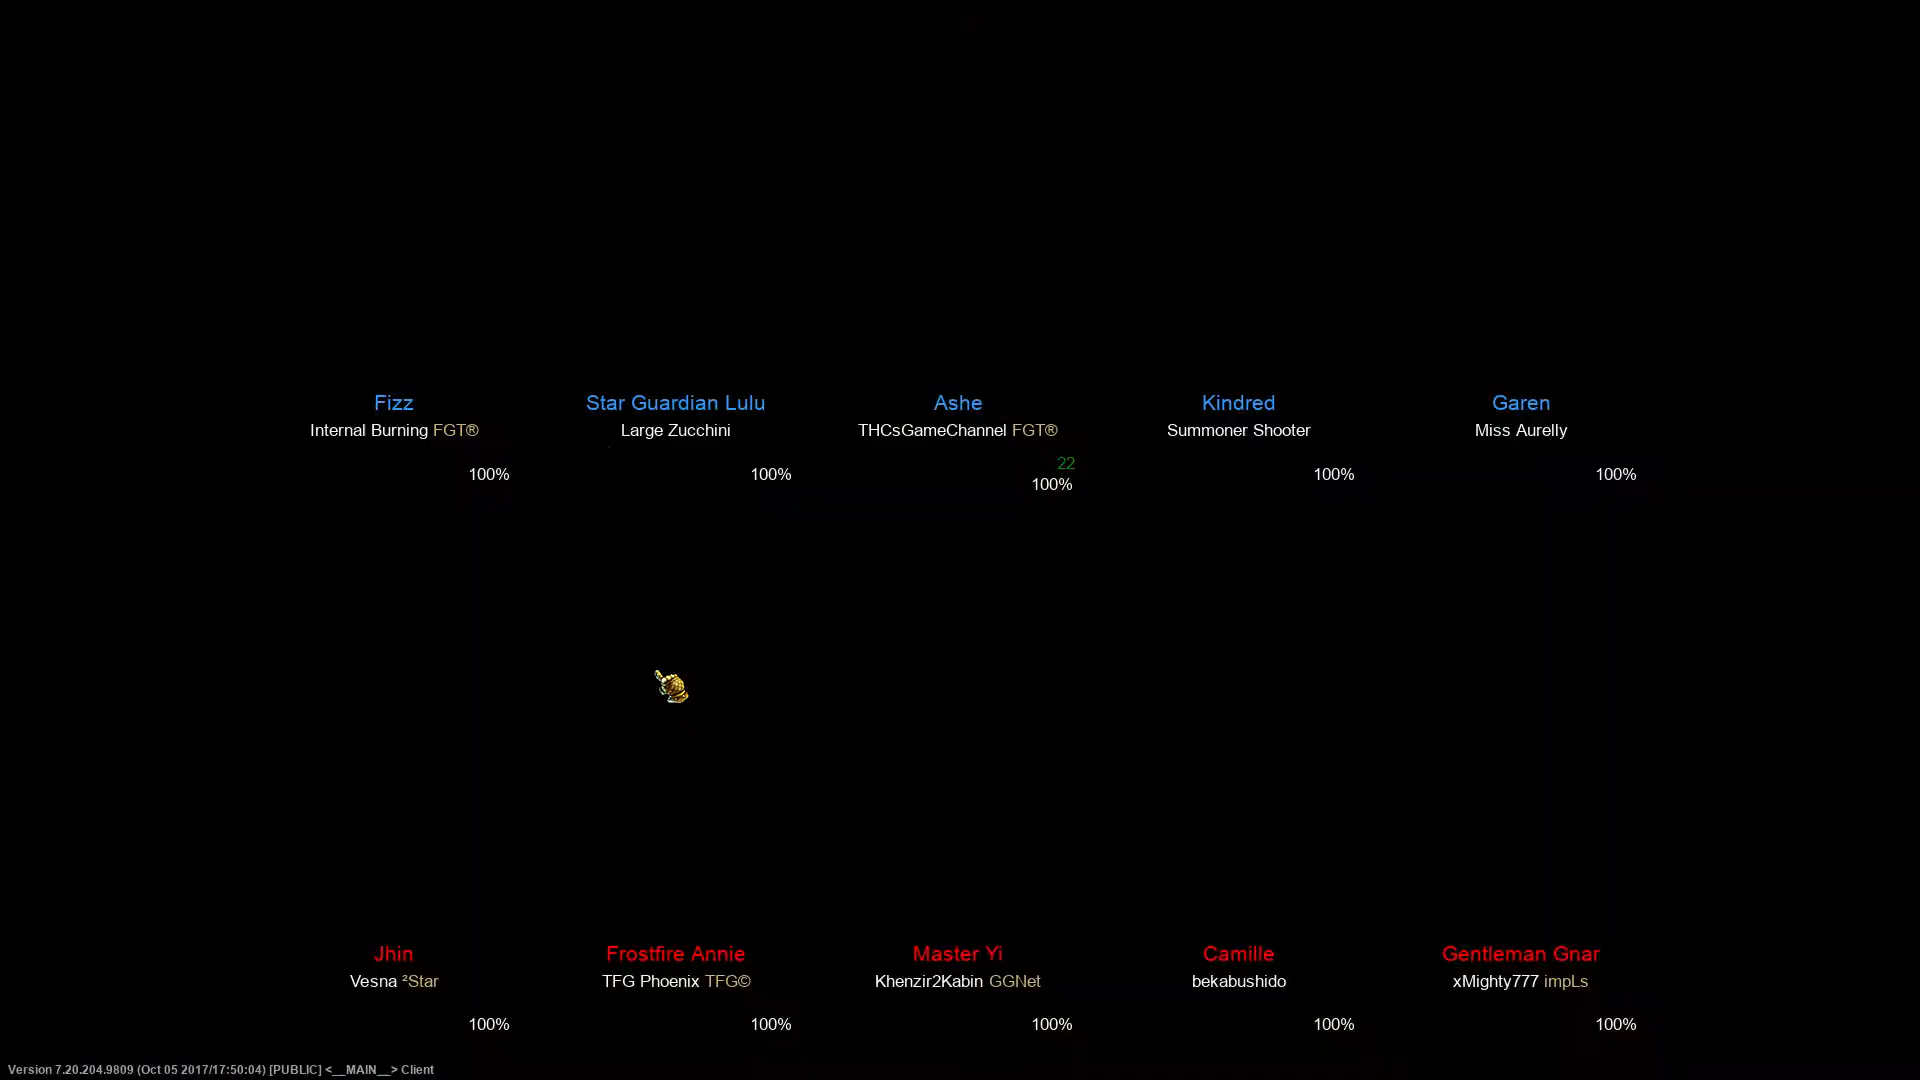 Fizz Star Guardian Lulu Ashe Kindred Garen
Internal Burning FGT® Large Zucchini THCsGameChannel FGT® Summoner Shooter Miss Aurelly
22
100% 100% 100% 100% 100%
Jhin Frostfire Annie Master Yi Camille Gentleman Gnar
Vesna ²Star TFG Phoenix TFG© Khenzir2Kabin GGNet bekabushido xMighty777 impLs
100% 100% 100% 100% 100%
Version 7.20.204.9809 (Oct 05 2017/17:50:04) [PUBLIC] <__MAIN__> Client